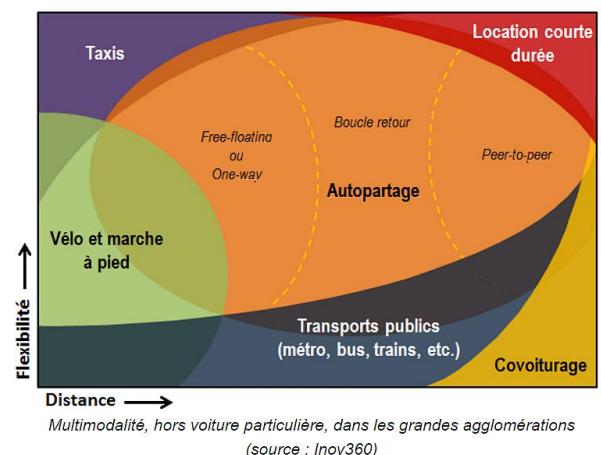 Taxis
Location courte
durée
Free-floating
ou
One-way
Boucle retour
Peer-to-peer
Autopartage
Vélo et marche
à pied
Transports publics
(métro, bus, trains, etc.)
Covoiturage
Flexibilité
Distance
Multimodalité, hors voiture particulière, dans les grandes agglomérations
(source : Inov360)